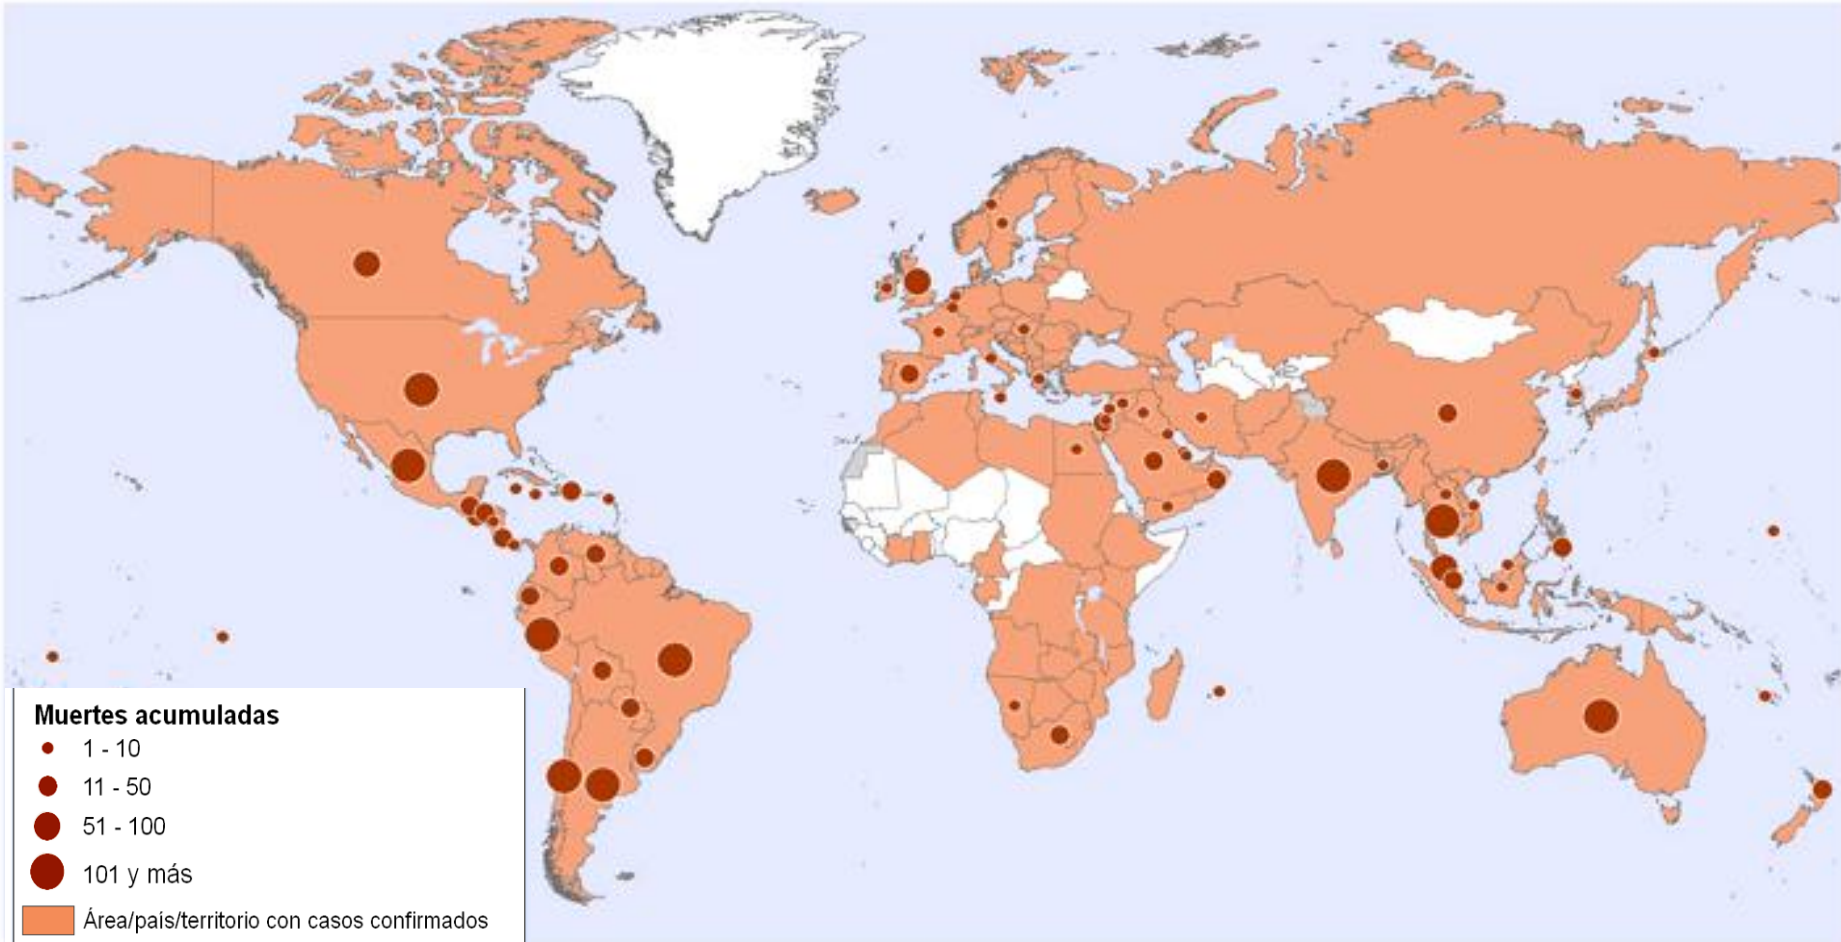 Muertes acumuladas
1 - 10
11 - 50
51 - 100
101 y más
Área/país/territorio con casos confirmados